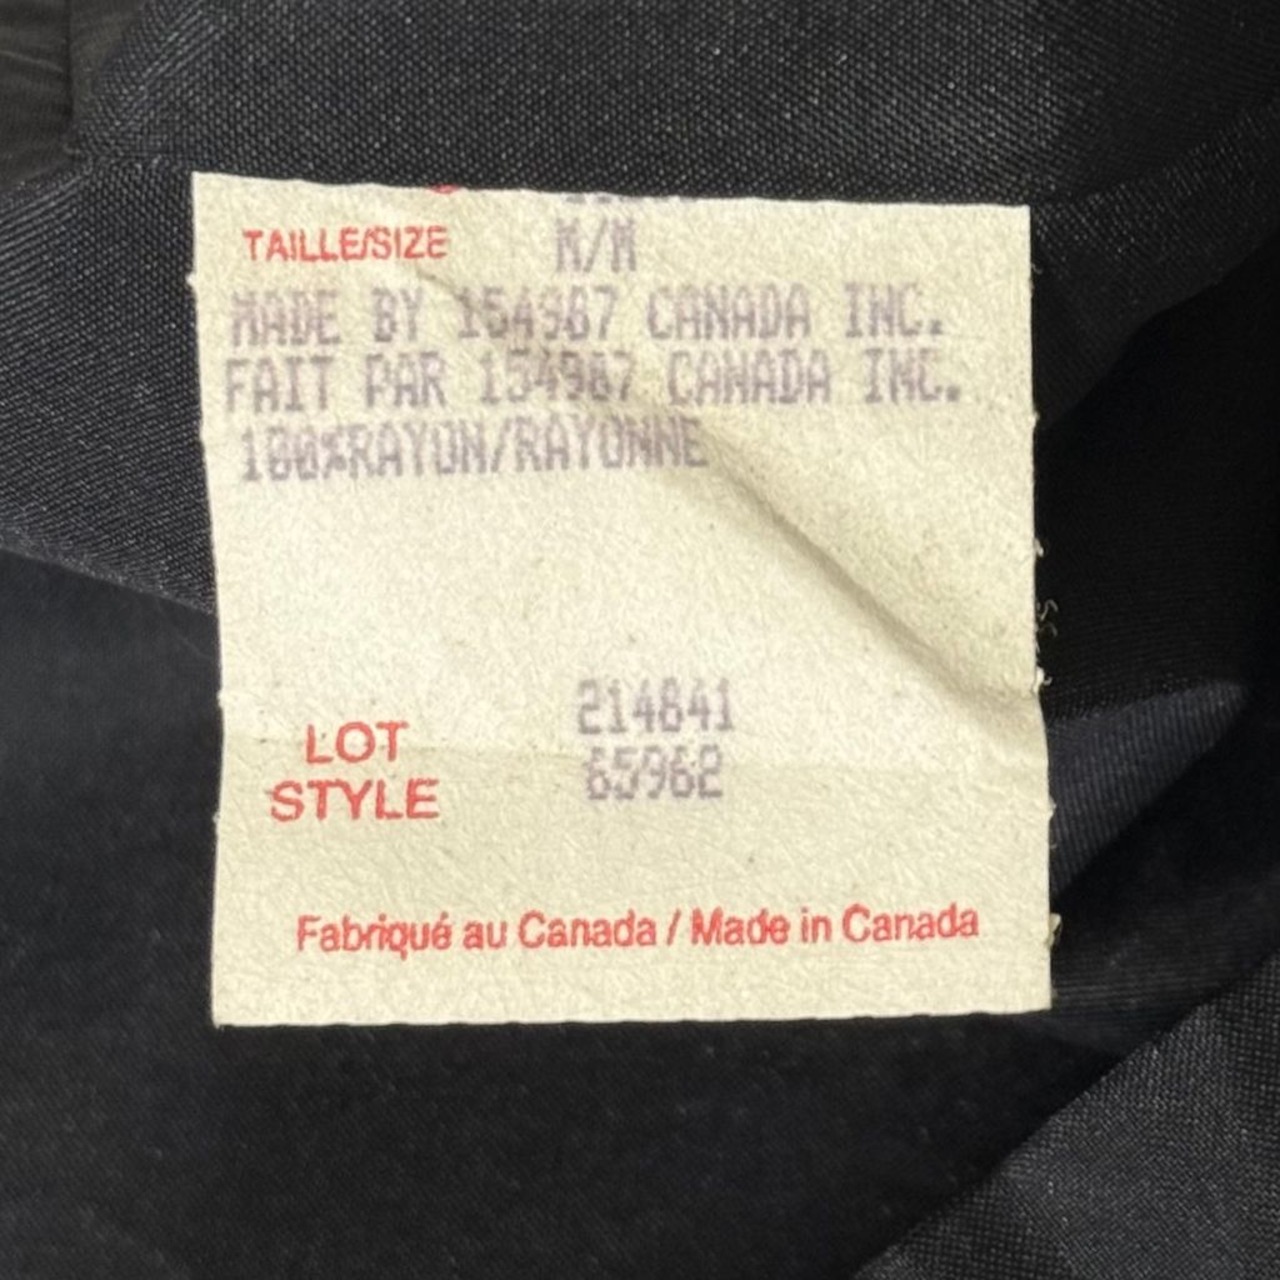 TAILLE/SIZE M/M
MADE BY 154987 CANADA INC.
FAIT PAR 154987 CANADA INC.
100%RAYON/RAYONNE
LOT 214841
STYLE 65962
Fabriqué au Canada / Made in Canada